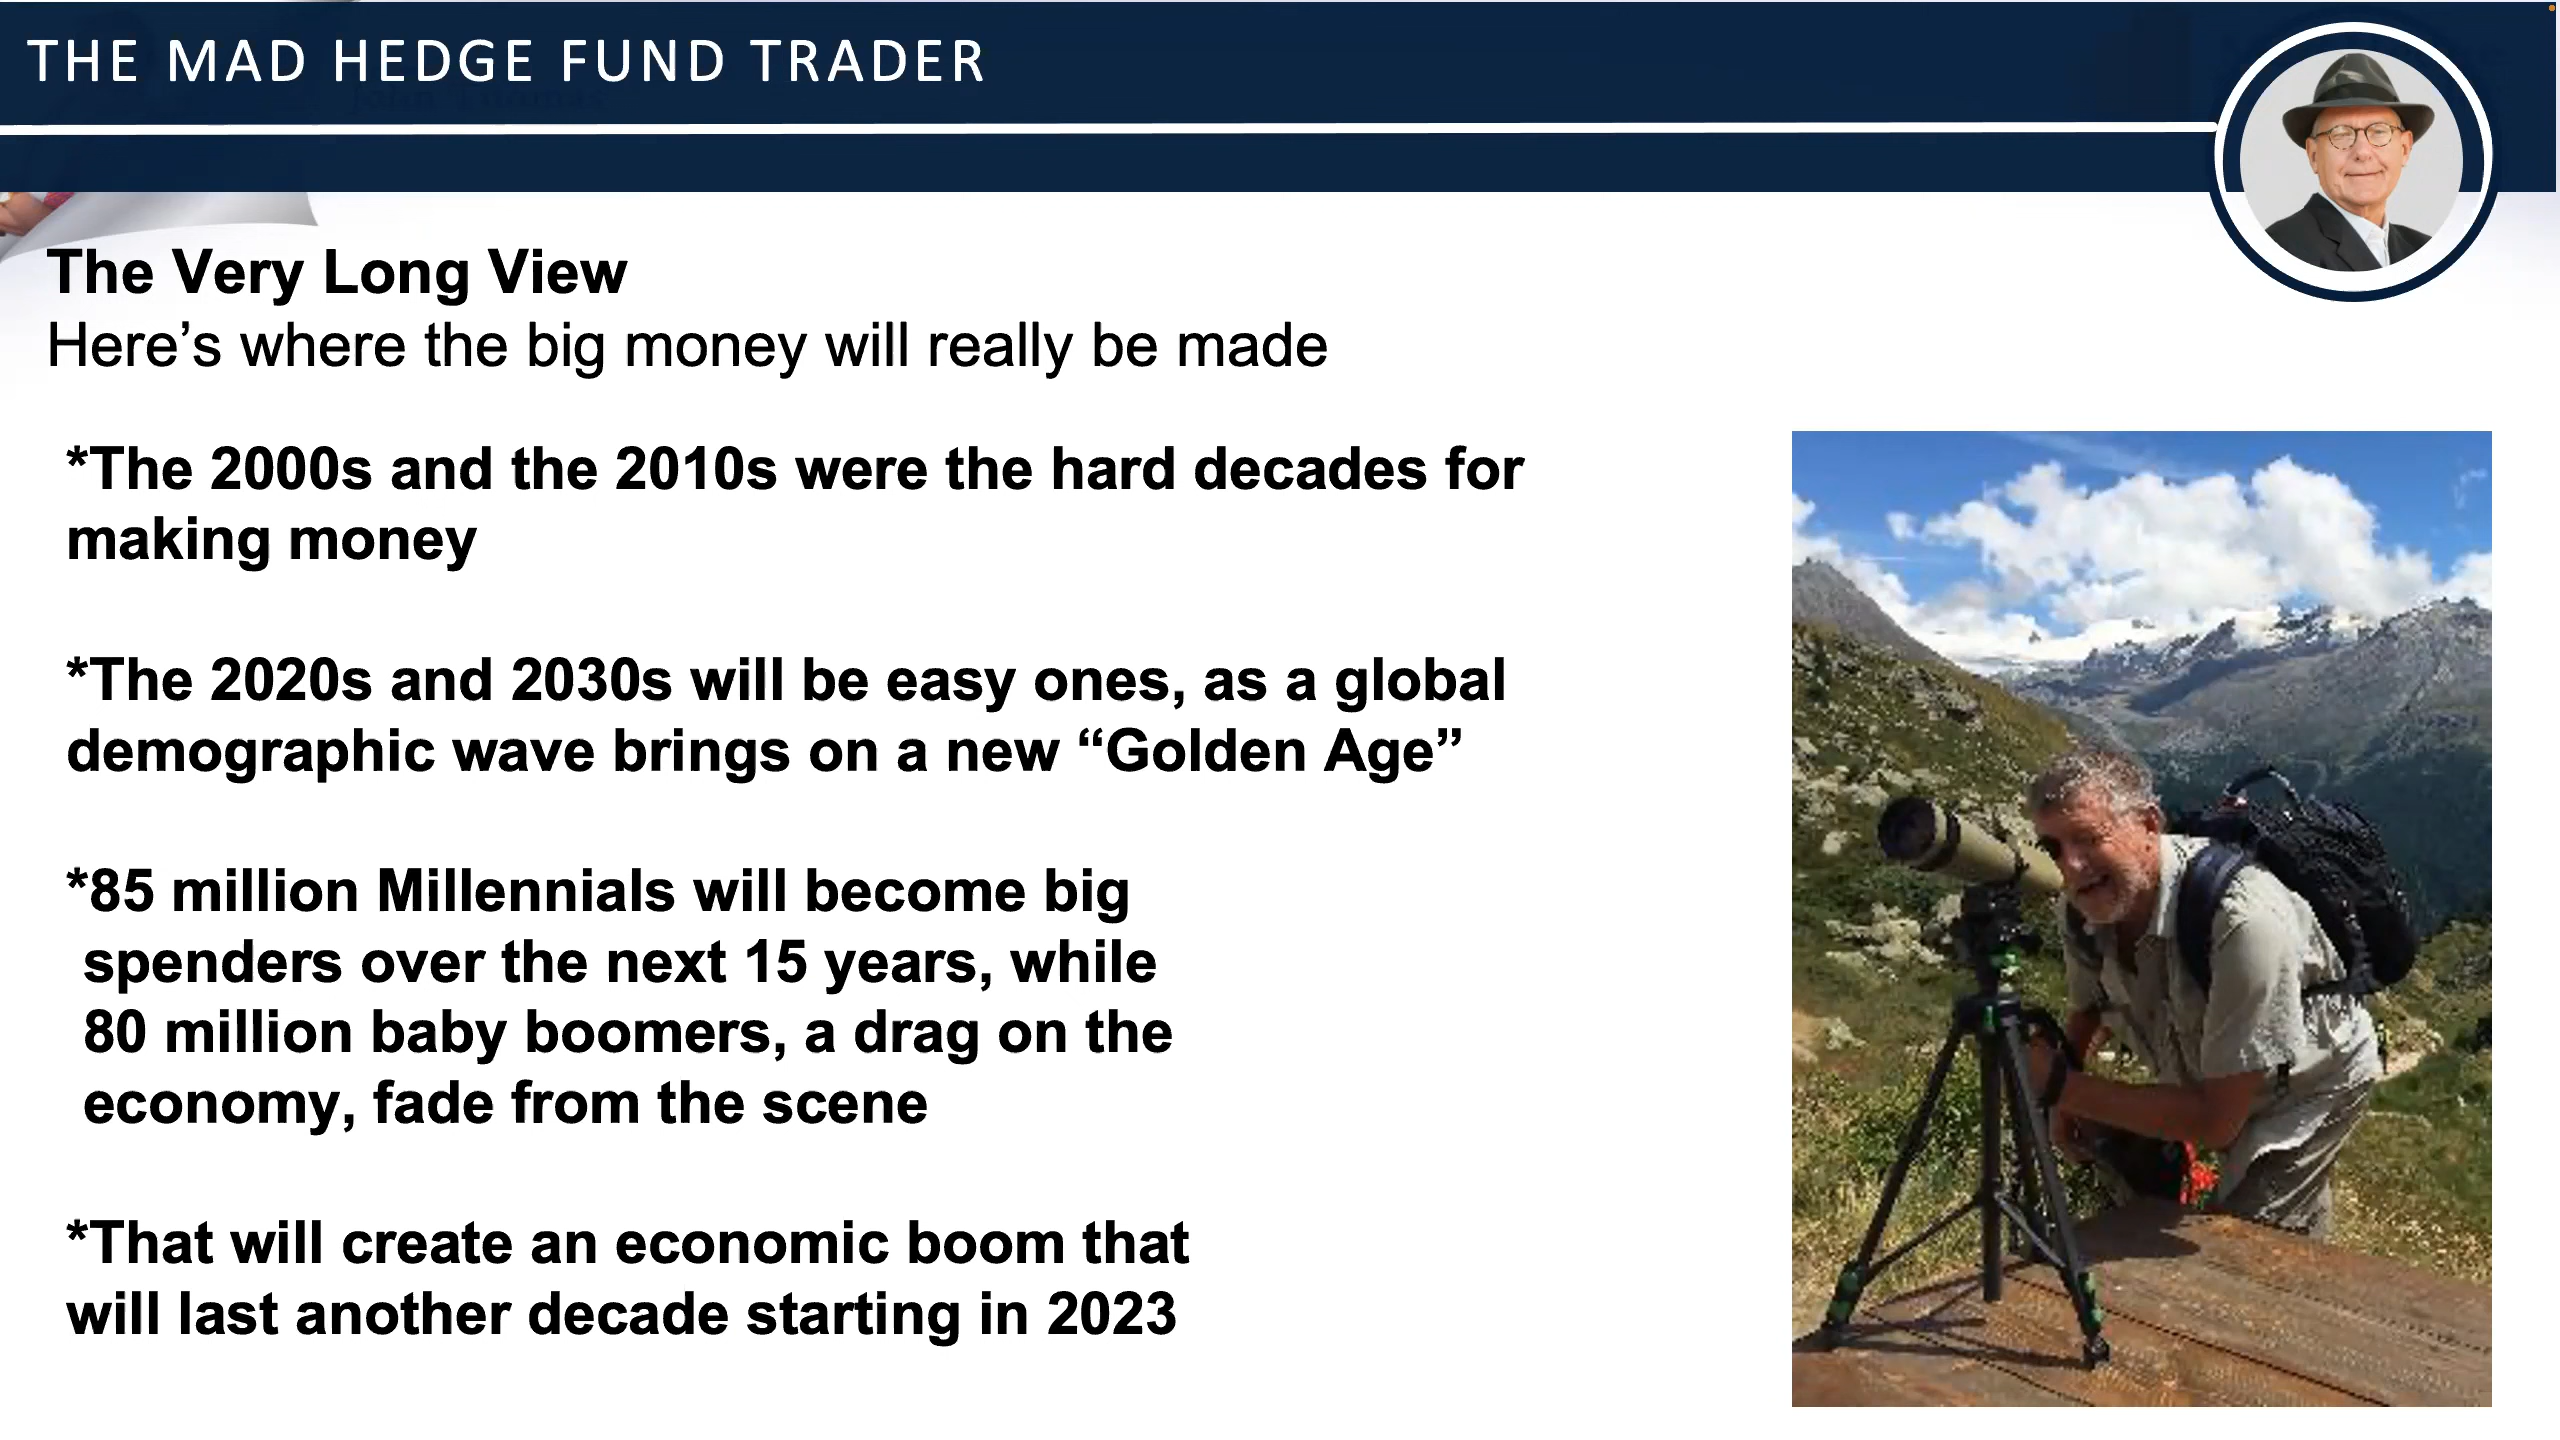 THE MAD HEDGE FUND TRADER
John Thomas
The Very Long View
Here’s where the big money will really be made
*The 2000s and the 2010s were the hard decades for
making money
*The 2020s and 2030s will be easy ones, as a global
demographic wave brings on a new “Golden Age”
*85 million Millennials will become big
spenders over the next 15 years, while
80 million baby boomers, a drag on the
economy, fade from the scene
*That will create an economic boom that
will last another decade starting in 2023